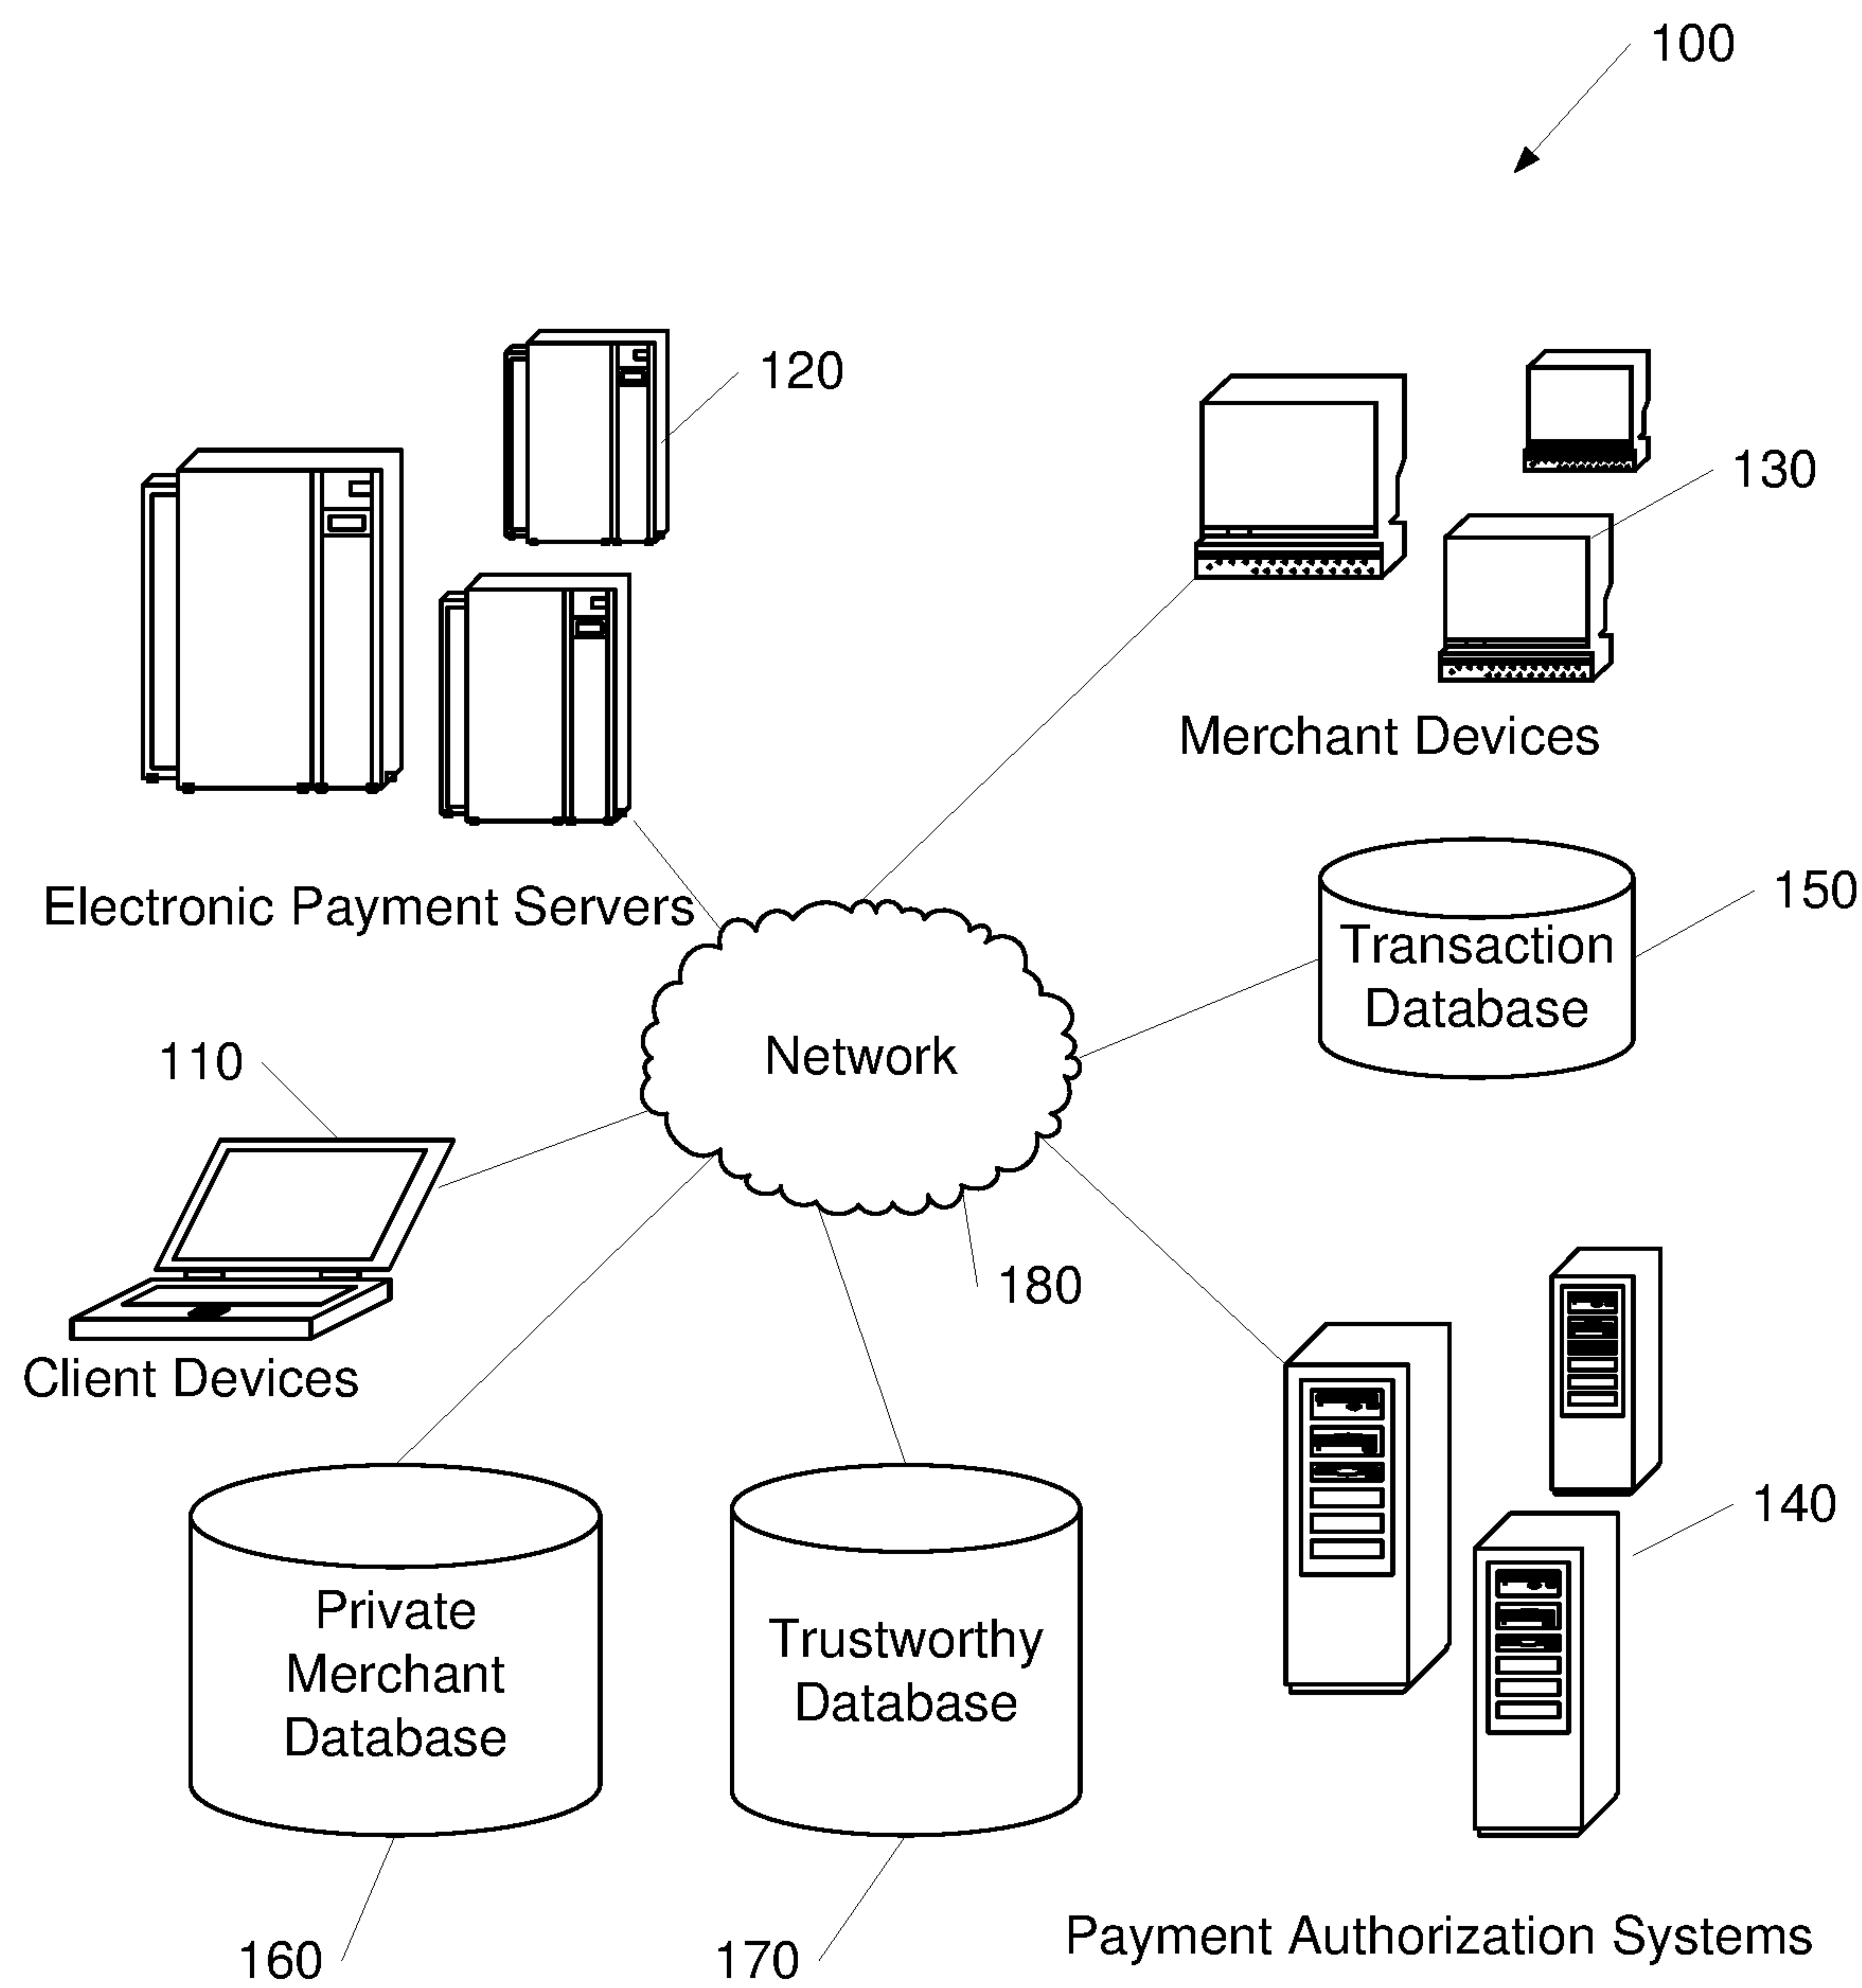 100
120
130
Merchant Devices
Electronic Payment Servers
150
Transaction
Database
Network
110
180
Client Devices
140
Private
Merchant
Database
Trustworthy
Database
Payment Authorization Systems
160
170